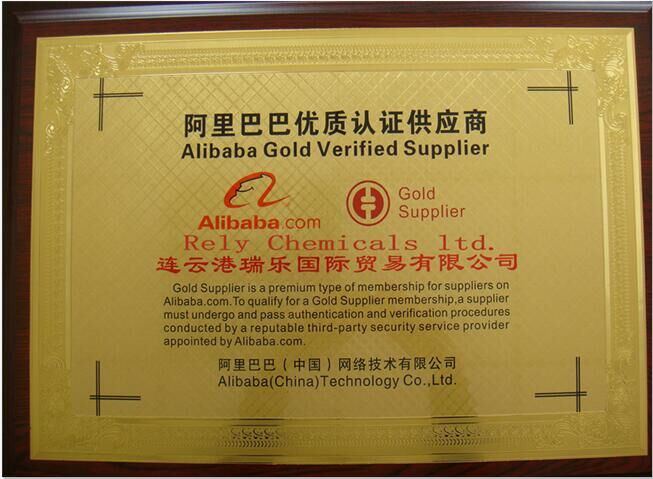 阿里巴巴优质认证供应商
Alibaba Gold Verified Supplier
Alibaba.com
Gold
Supplier
Rely Chemicals ltd.
连云港瑞乐国际贸易有限公司
Gold Supplier is a premium type of membership for suppliers on
Alibaba.com.To qualify for a Gold Supplier membership,a supplier
must undergo and pass authentication and verification procedures
conducted by a reputable third-party security service provider
appointed by Alibaba.com.
阿里巴巴（中国）网络技术有限公司
Alibaba(China)Technology Co.,Ltd.